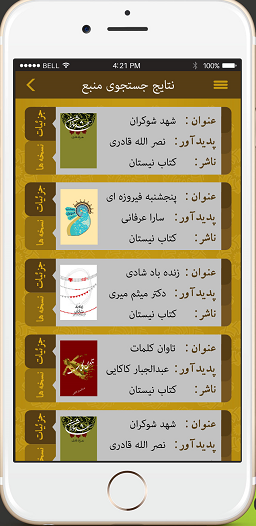 BELL 4:21 PM 100%
نتایج جستجوی منبع
عنوان : شهد شوکران
پدیدآور : نصر الله قادری
ناشر : کتاب نیستان
جزئیات
نسخه ها
عنوان : پنجشنبه فیروزه ای
پدیدآور : سارا عرفانی
ناشر : کتاب نیستان
جزئیات
نسخه ها
عنوان : زنده باد شادی
پدیدآور : دکتر میثم میری
ناشر : کتاب نیستان
جزئیات
نسخه ها
عنوان : تاوان کلمات
پدیدآور : عبدالجبار کاکایی
ناشر : کتاب نیستان
جزئیات
نسخه ها
عنوان : شهد شوکران
پدیدآور : نصر الله قادری
جزئیات